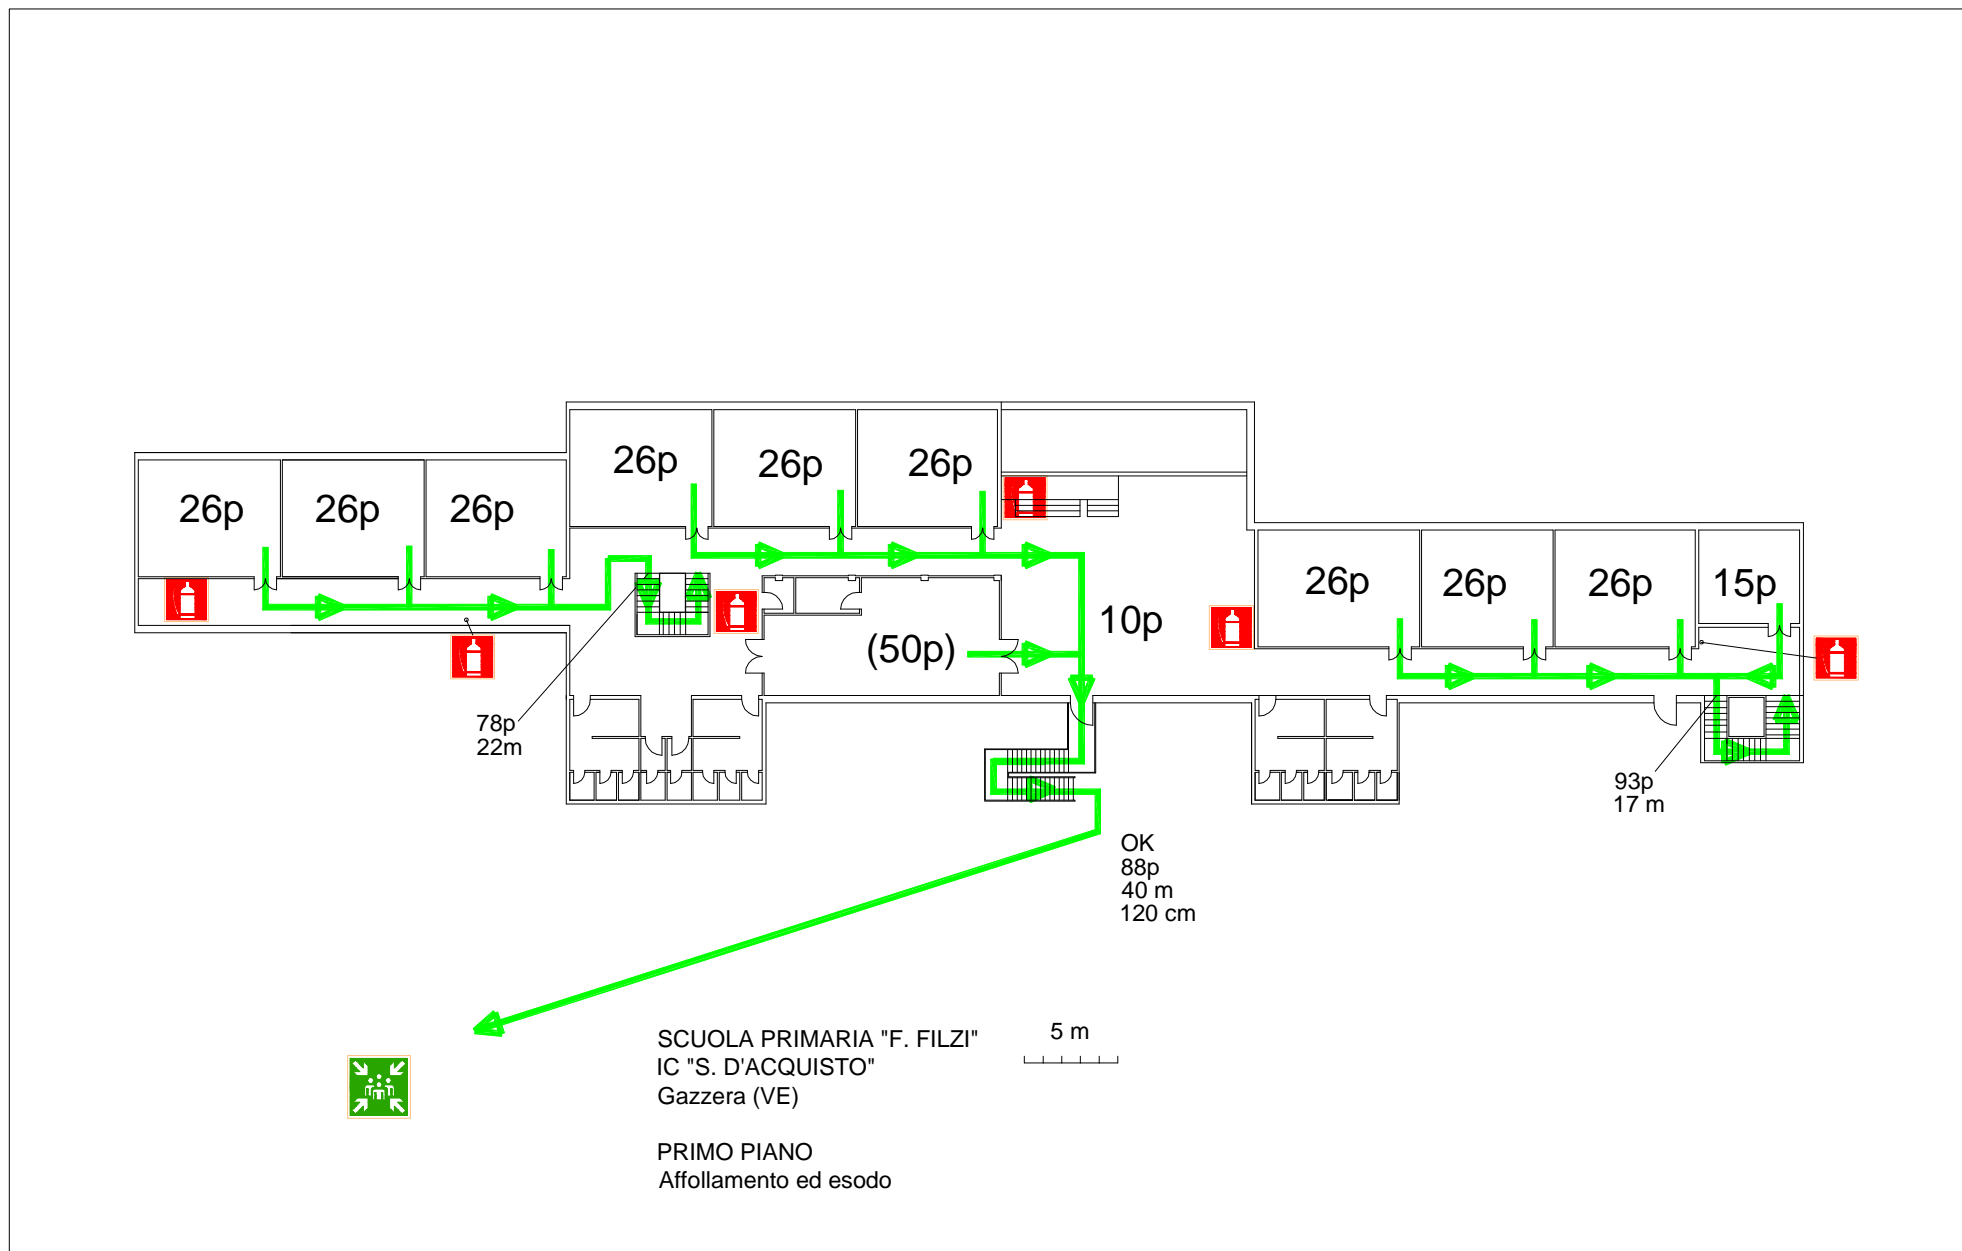 26p
26p
26p
26p
26p
26p
26p
26p
26p
15p
(50p)
10p
78p
22m
93p
17 m
OK
88p
40 m
120 cm
SCUOLA PRIMARIA "F. FILZI"
IC "S. D'ACQUISTO"
Gazzera (VE)
5 m
PRIMO PIANO
Affollamento ed esodo